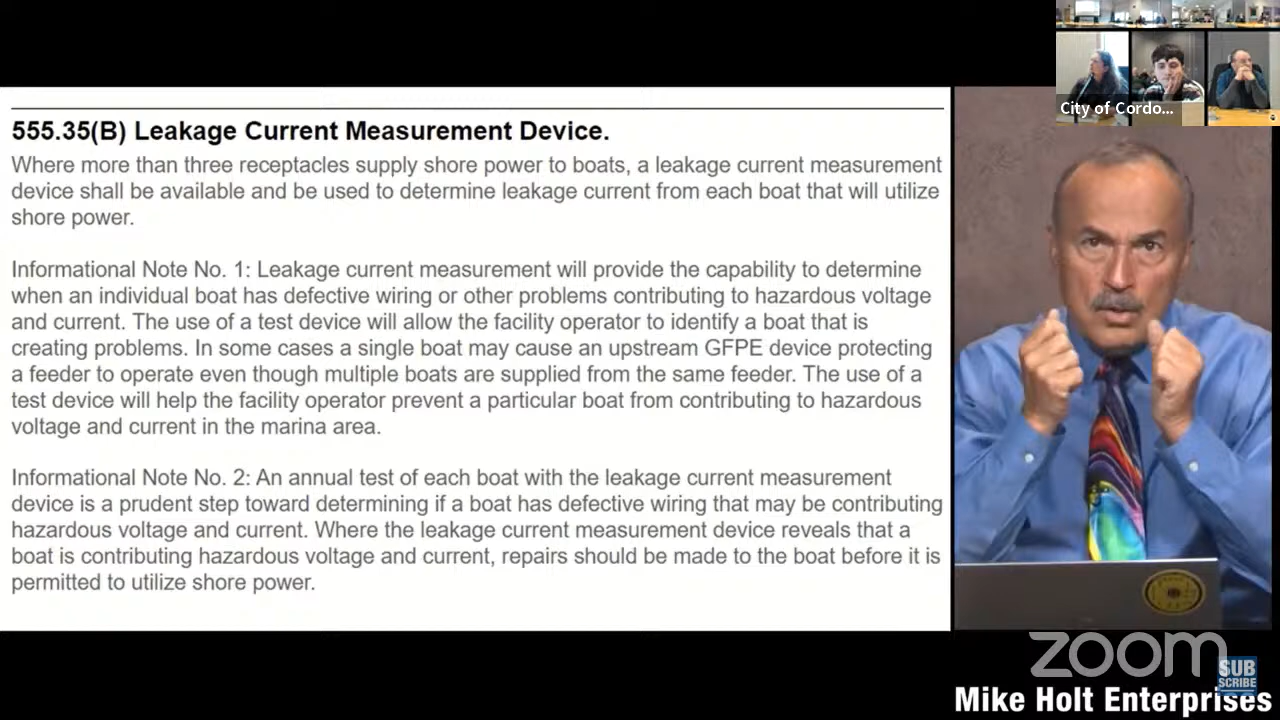 City of Cordo...
555.35(B) Leakage Current Measurement Device.
Where more than three receptacles supply shore power to boats, a leakage current measurement
device shall be available and be used to determine leakage current from each boat that will utilize
shore power.
Informational Note No. 1: Leakage current measurement will provide the capability to determine
when an individual boat has defective wiring or other problems contributing to hazardous voltage
and current. The use of a test device will allow the facility operator to identify a boat that is
creating problems. In some cases a single boat may cause an upstream GFPE device protecting
a feeder to operate even though multiple boats are supplied from the same feeder. The use of a
test device will help the facility operator prevent a particular boat from contributing to hazardous
voltage and current in the marina area.
Informational Note No. 2: An annual test of each boat with the leakage current measurement
device is a prudent step toward determining if a boat has defective wiring that may be contributing
hazardous voltage and current. Where the leakage current measurement device reveals that a
boat is contributing hazardous voltage and current, repairs should be made to the boat before it is
permitted to utilize shore power.
zoom
SUB
SCRIBE
Mike Holt Enterprises